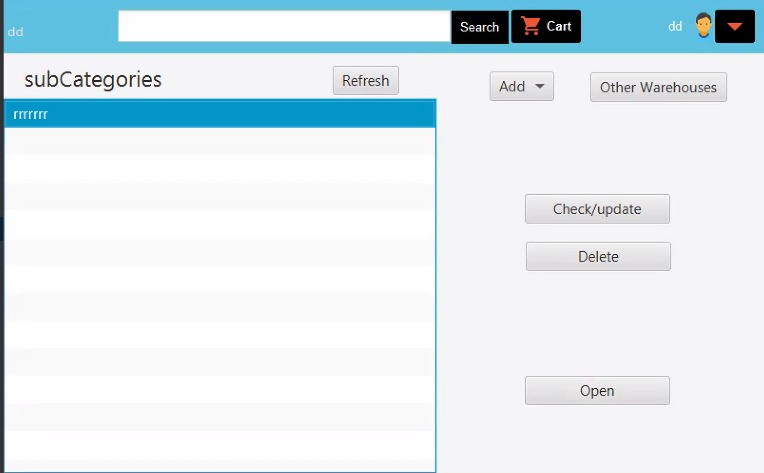 dd
Search
Cart
dd
subCategories
Refresh
Add
Other Warehouses
rrrrrrr
Check/update
Delete
Open